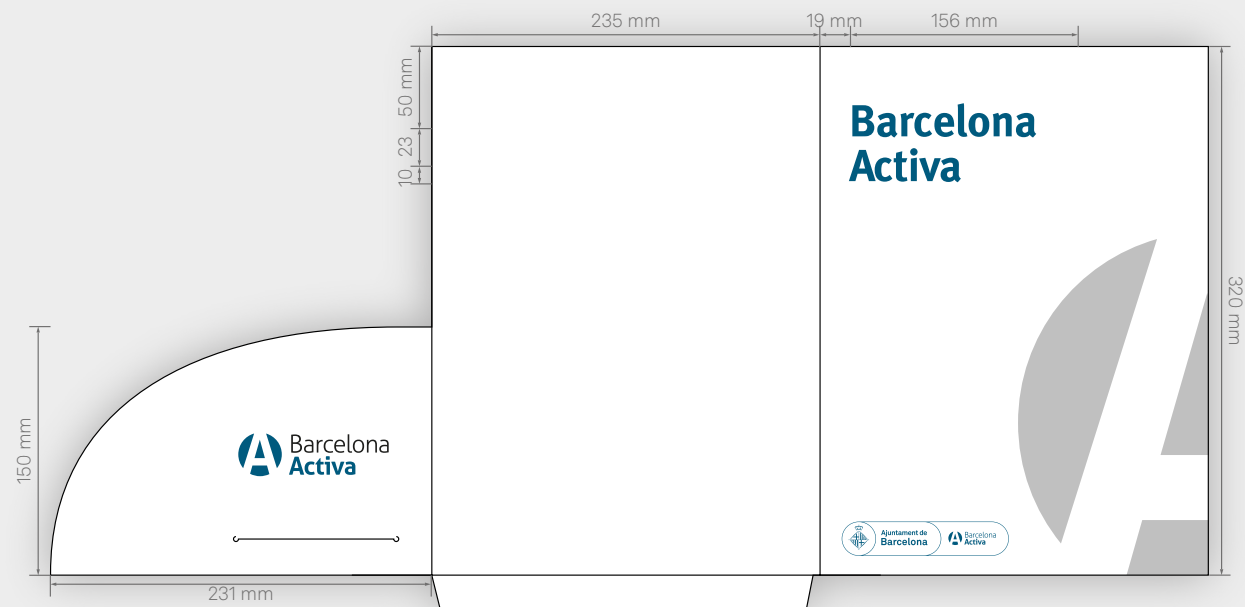 235 mm
19 mm
156 mm
50 mm
23
10
Barcelona
Activa
320 mm
150 mm
Barcelona
Activa
Ajuntament de
Barcelona
Barcelona
Activa
231 mm